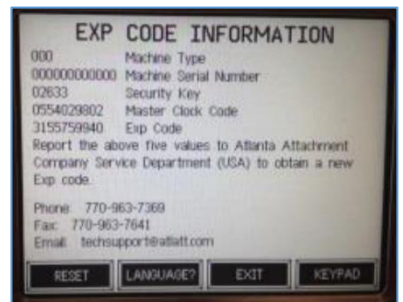 EXP CODE INFORMATION
000 Machine Type
000000000000 Machine Serial Number
02633 Security Key
0554029802 Master Clock Code
3155759940 Exp Code
Report the above five values to Atlanta Attachment
Company Service Department (USA) to obtain a new
Exp code.
Phone: 770-963-7369
Fax: 770-963-7641
Email: techsupport@atlatt.com
RESET LANGUAGE? EXIT KEYPAD